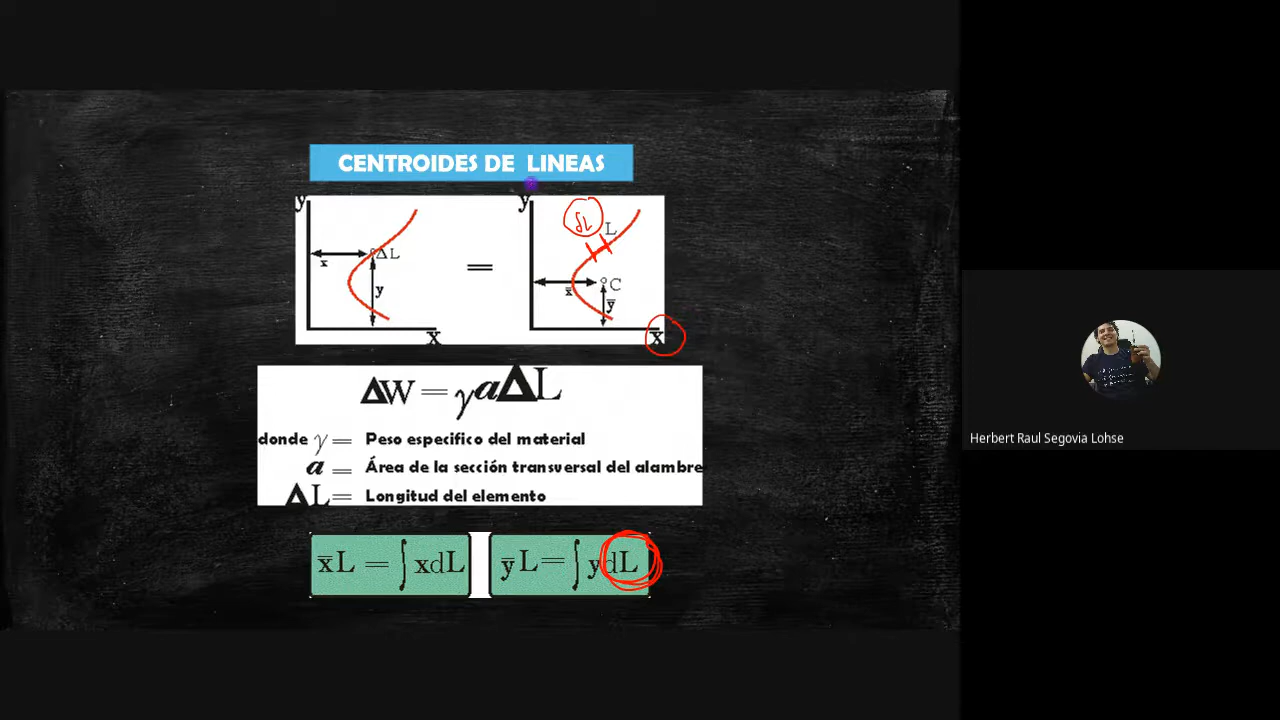 CENTROIDES DE LINEAS
y
ΔL
x
y
x
=
y
δL
L
C
x̄
ȳ
x
ΔW = γaΔL
donde γ = Peso especifico del material
a = Área de la sección transversal del alambre
ΔL = Longitud del elemento
x̄L = ∫xdL
ȳL = ∫ydL
Herbert Raul Segovia Lohse